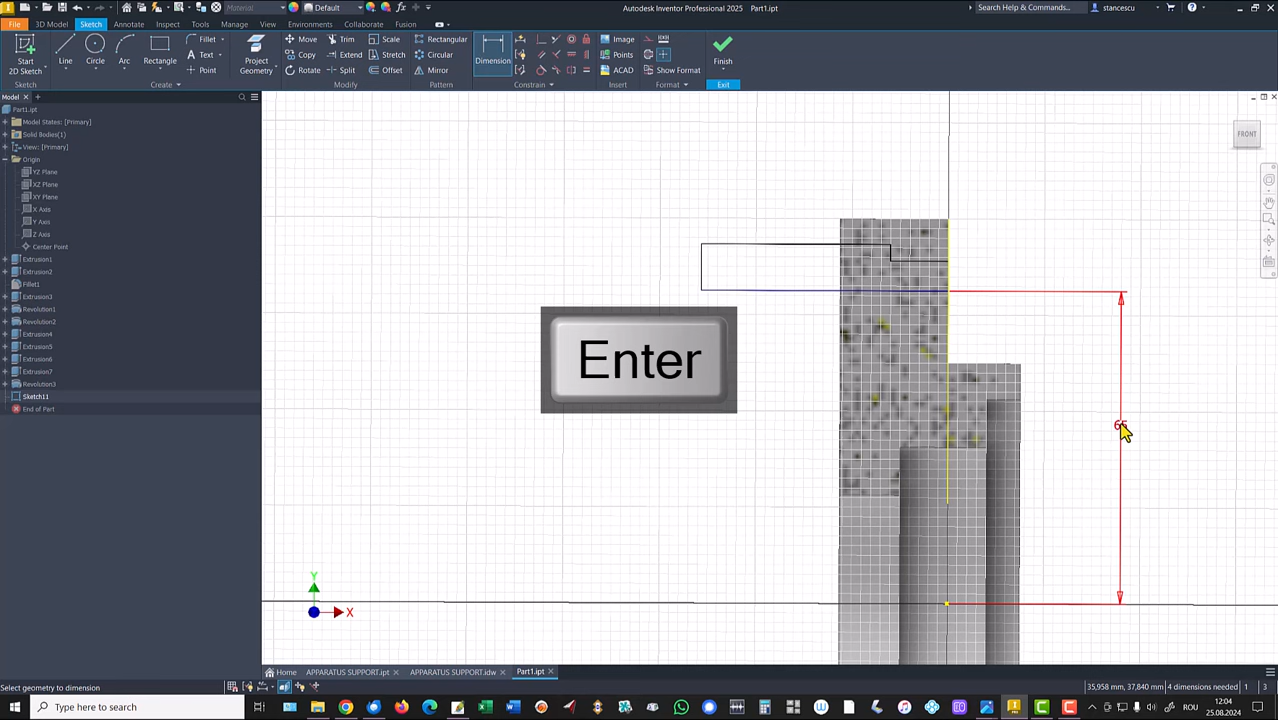 Material
Default
Autodesk Inventor Professional 2025 Part1.ipt
Search Help & Commands...
stancescu
File 3D Model Sketch Annotate Inspect Tools Manage View Environments Collaborate Fusion
Start
2D Sketch
Line
Circle
Arc
Rectangle
Fillet
Text
Point
Project
Geometry
Move
Copy
Rotate
Trim
Extend
Split
Scale
Stretch
Offset
Rectangular
Circular
Mirror
Dimension
Image
Points
ACAD
Show Format
Finish
Sketch Create Modify Pattern Constrain Insert Format Exit
Model
Part1.ipt
Model States: [Primary]
Solid Bodies(1)
View: [Primary]
Origin
YZ Plane
XZ Plane
XY Plane
X Axis
Y Axis
Z Axis
Center Point
Extrusion1
Extrusion2
Fillet1
Extrusion3
Revolution1
Revolution2
Extrusion4
Extrusion5
Extrusion6
Extrusion7
Revolution3
Sketch11
End of Part
FRONT
Enter
Y
X
Home APPARATUS SUPPORT.ipt APPARATUS SUPPORT.idw Part1.ipt
Select geometry to dimension
35,958 mm, 37,840 mm 4 dimensions needed 1 3
Type here to search
12:04
25.08.2024